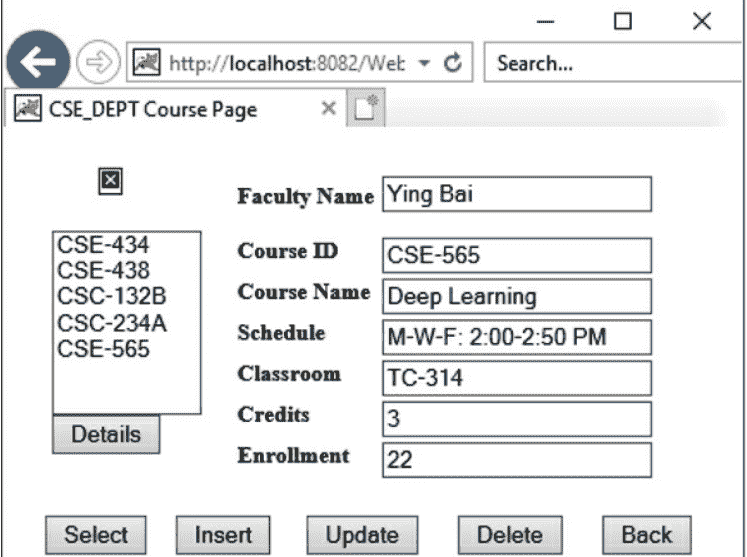 http://localhost:8082/Web
Search...
CSE_DEPT Course Page
Faculty Name Ying Bai
CSE-434
CSE-438
CSC-132B
CSC-234A
CSE-565
Details
Course ID CSE-565
Course Name Deep Learning
Schedule M-W-F: 2:00-2:50 PM
Classroom TC-314
Credits 3
Enrollment 22
Select Insert Update Delete Back